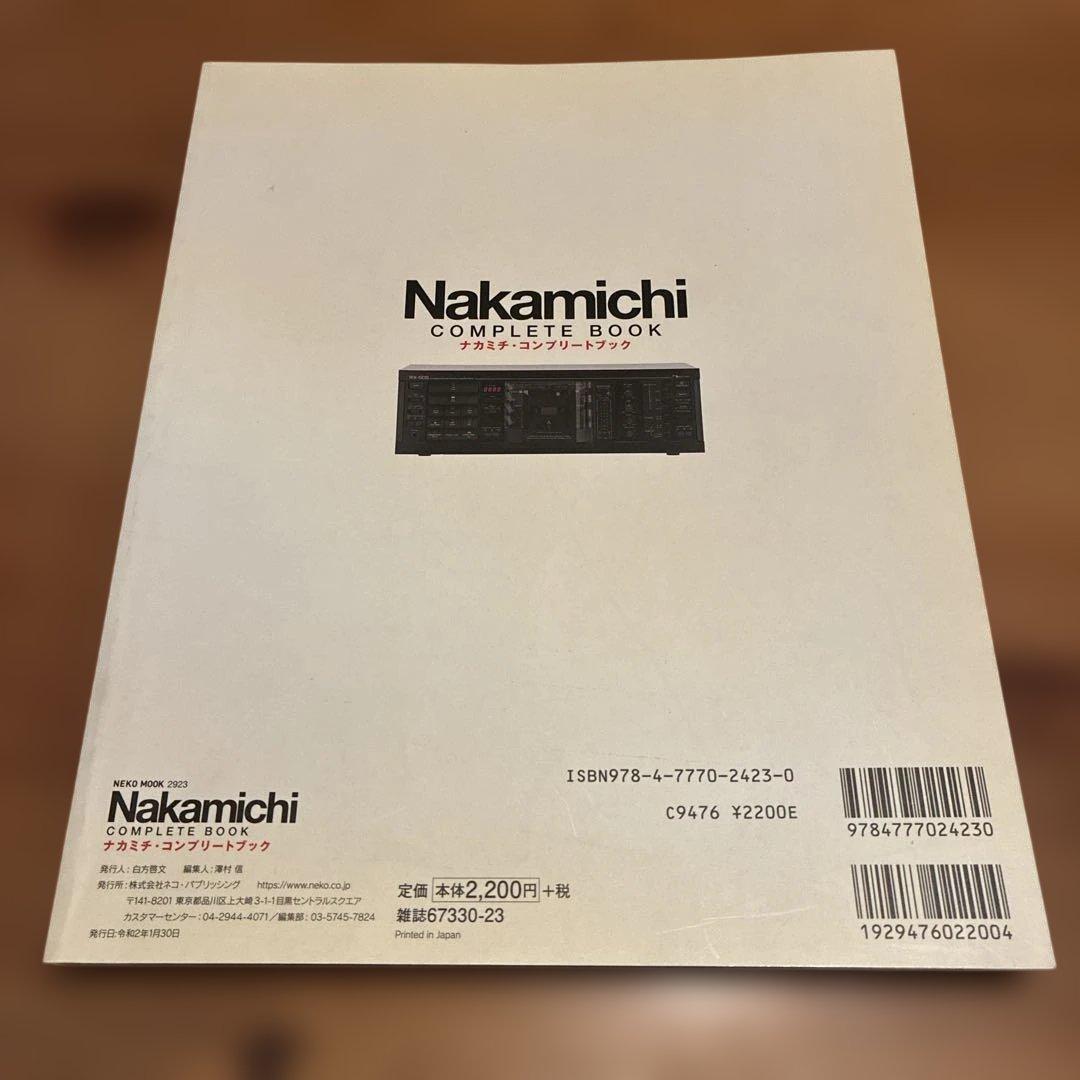 Nakamichi
COMPLETE BOOK
ナカミチ・コンプリートブック
NEKO MOOK 2923
Nakamichi
COMPLETE BOOK
ナカミチ・コンプリートブック
発行人：白方啓文　編集人：澤村 信
発行所：株式会社ネコ・パブリッシング　https://www.neko.co.jp
〒141-8201 東京都品川区上大崎3-1-1目黒セントラルスクエア
カスタマーセンター：04-2944-4071／編集部：03-5745-7824
発行日:令和2年1月30日
定価 本体2,200円+税
雑誌67330-23
Printed in Japan
ISBN978-4-7770-2423-0
C9476 ¥2200E
9784777024230
1929476022004